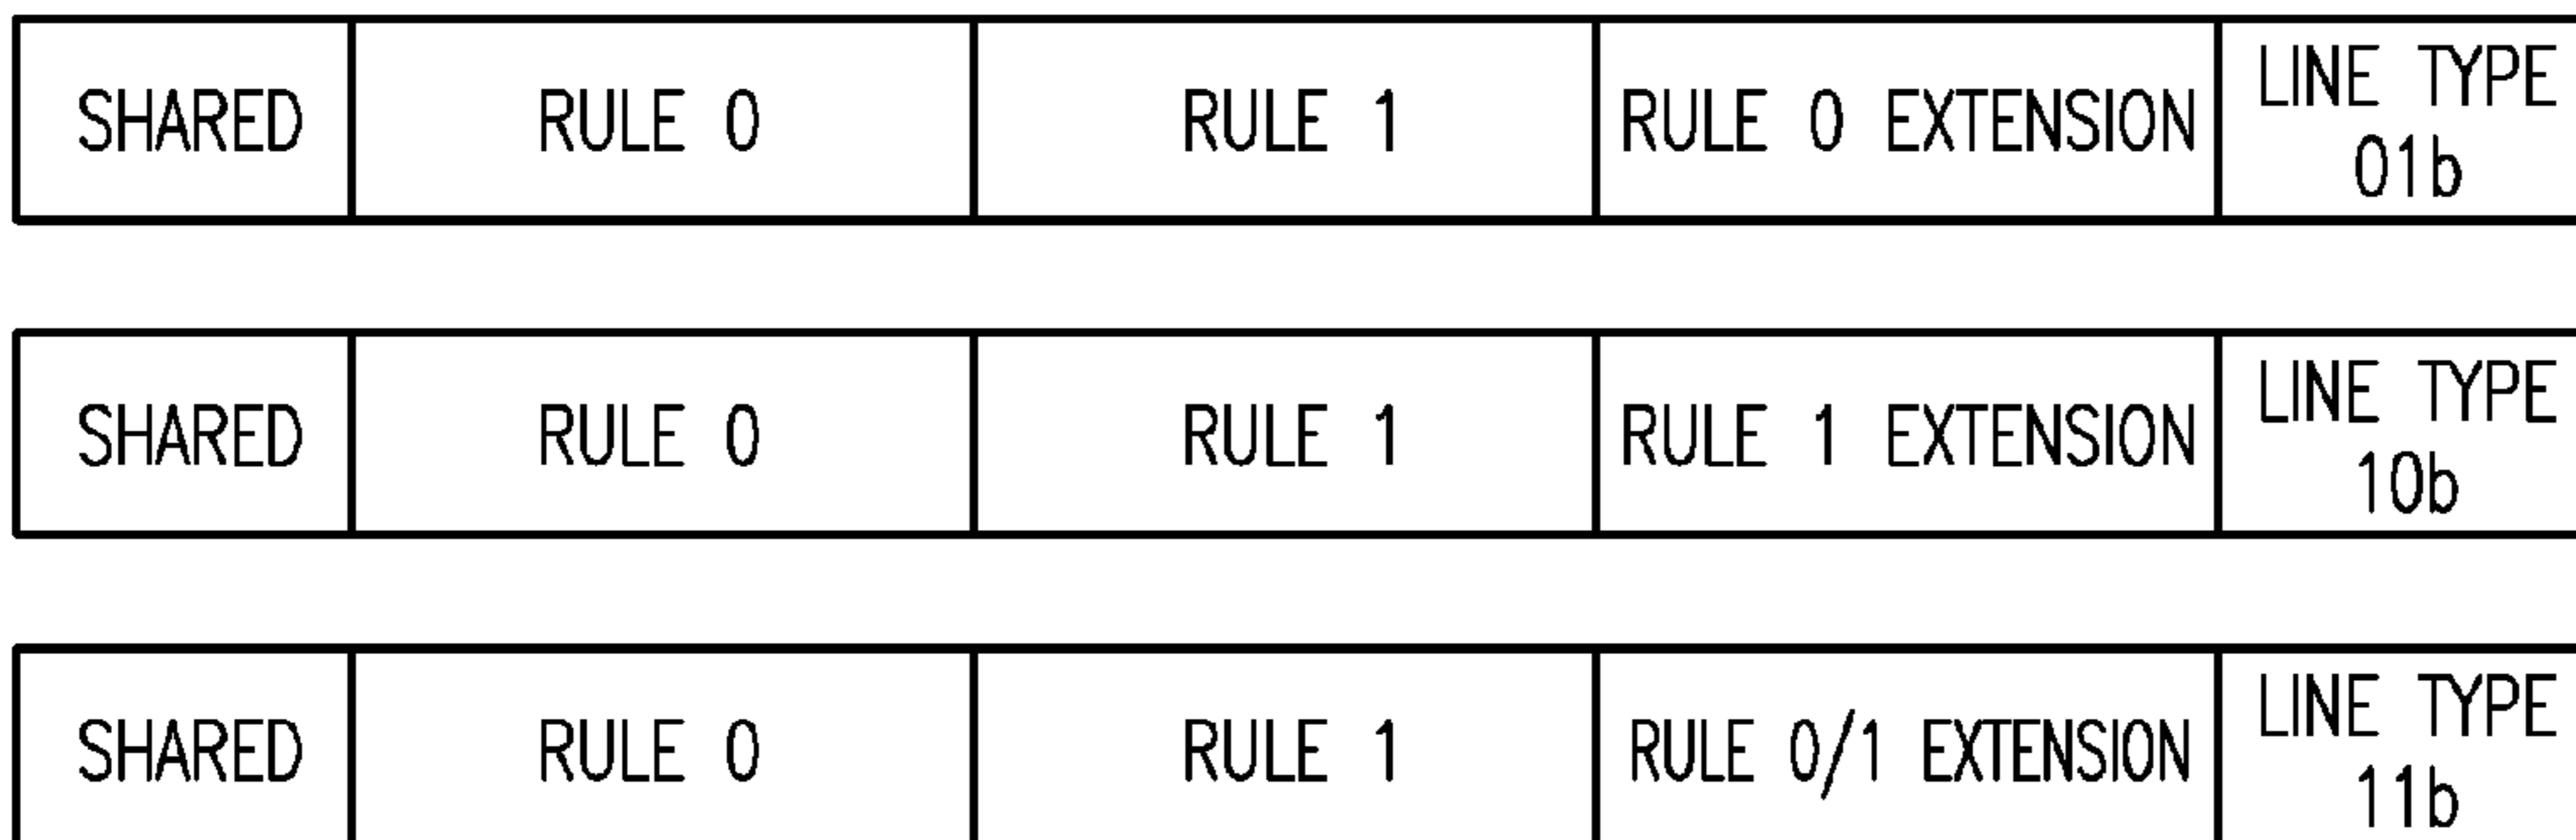 SHARED RULE 0 RULE 1 RULE 0 EXTENSION LINE TYPE
01b
SHARED RULE 0 RULE 1 RULE 1 EXTENSION LINE TYPE
10b
SHARED RULE 0 RULE 1 RULE 0/1 EXTENSION LINE TYPE
11b